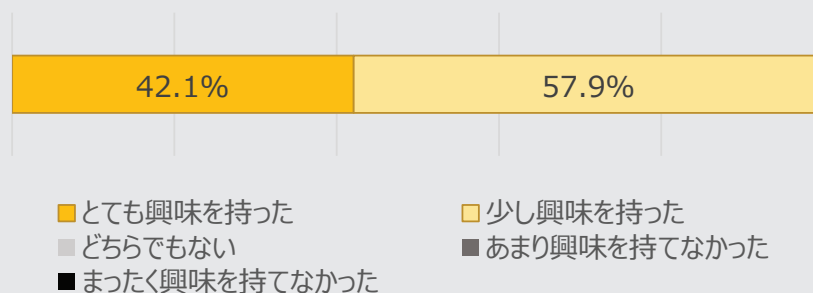 42.1% 57.9%
とても興味を持った 少し興味を持った
どちらでもない あまり興味を持てなかった
まったく興味を持てなかった